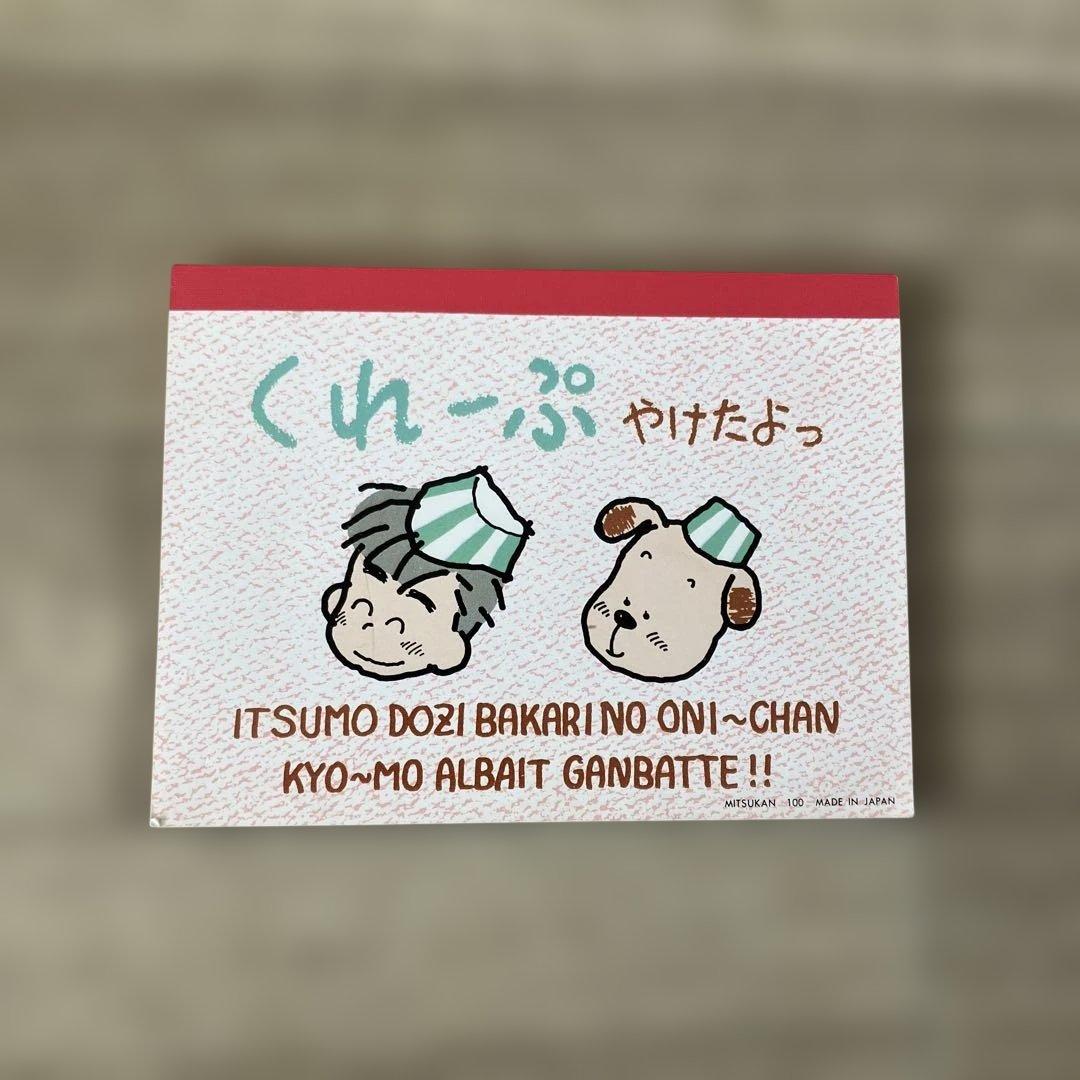 くれーぷ やけたよっ
ITSUMO DOZI BAKARI NO ONI~CHAN
KYO~MO ALBAIT GANBATTE!!
MITSUKAN 100 MADE IN JAPAN